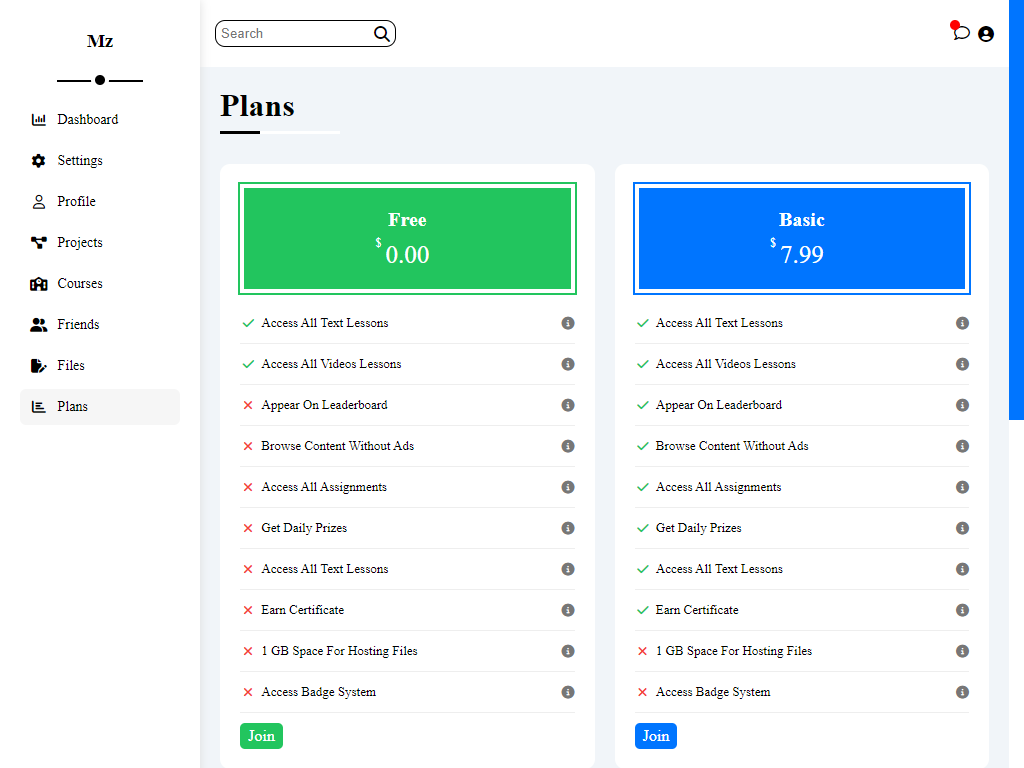 Mz
Dashboard
Settings
Profile
Projects
Courses
Friends
Files
Plans
Search
Plans
Free
$ 0.00
Access All Text Lessons
Access All Videos Lessons
Appear On Leaderboard
Browse Content Without Ads
Access All Assignments
Get Daily Prizes
Access All Text Lessons
Earn Certificate
1 GB Space For Hosting Files
Access Badge System
Join
Basic
$ 7.99
Access All Text Lessons
Access All Videos Lessons
Appear On Leaderboard
Browse Content Without Ads
Access All Assignments
Get Daily Prizes
Access All Text Lessons
Earn Certificate
1 GB Space For Hosting Files
Access Badge System
Join